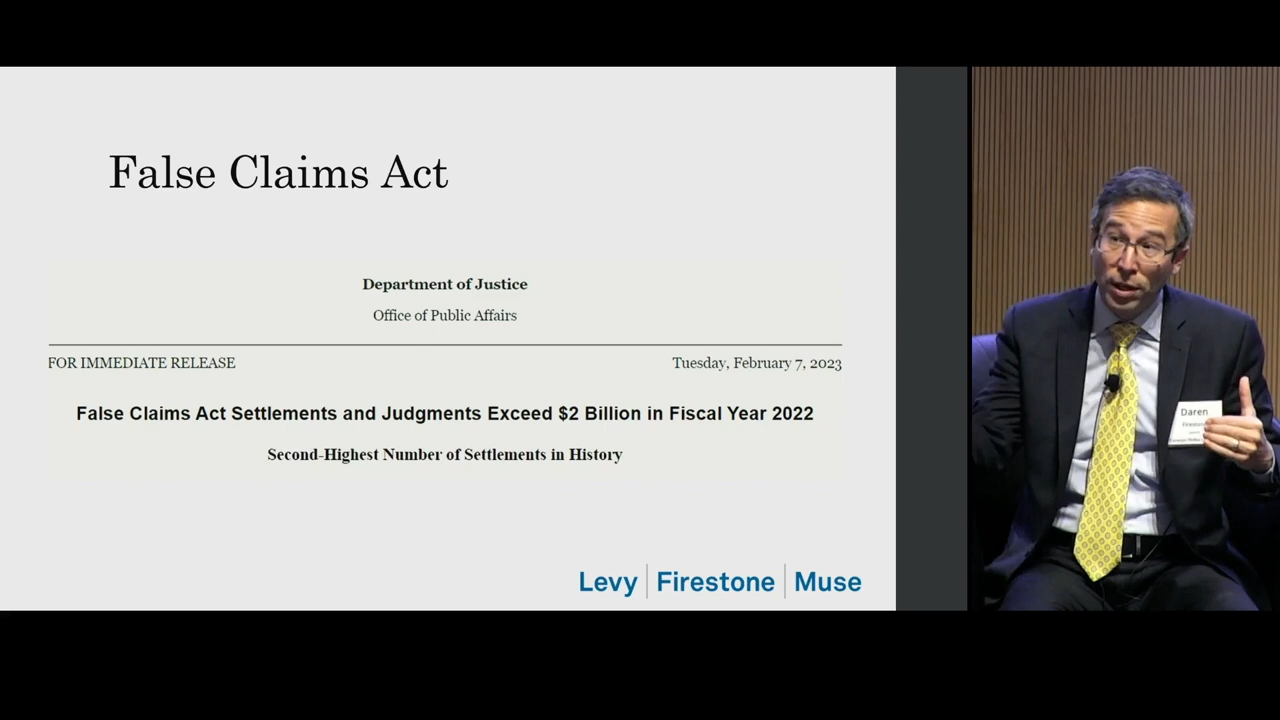 False Claims Act
Department of Justice
Office of Public Affairs
FOR IMMEDIATE RELEASE
Tuesday, February 7, 2023
False Claims Act Settlements and Judgments Exceed $2 Billion in Fiscal Year 2022
Second-Highest Number of Settlements in History
Levy Firestone Muse
Daren
Firestone